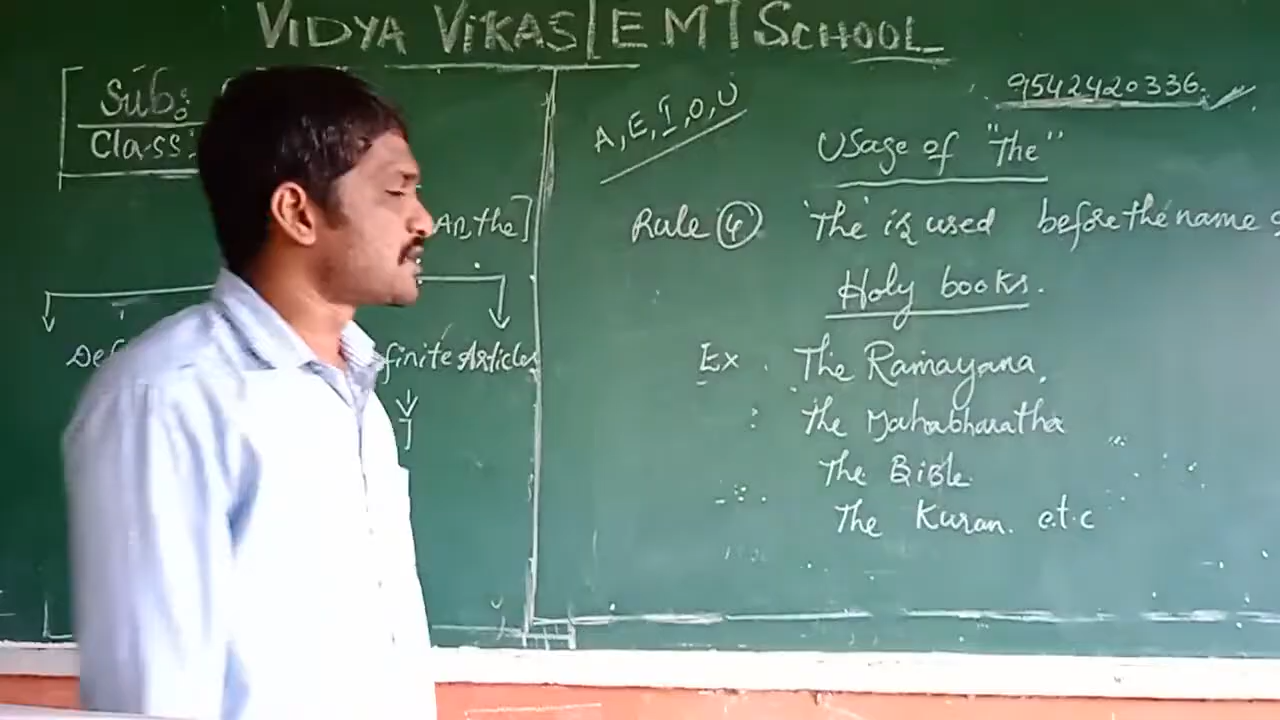 VIDYA VIKAS EMT SCHOOL
Sub:
Class:
An, the]
finite Articles
A, E, I, O, U
9542420336.
Usage of "The"
Rule 4 'The' is used before the name
Holy books.
Ex. The Ramayana,
: The Mahabharatha
The Bible.
The Kuran. e.t.c